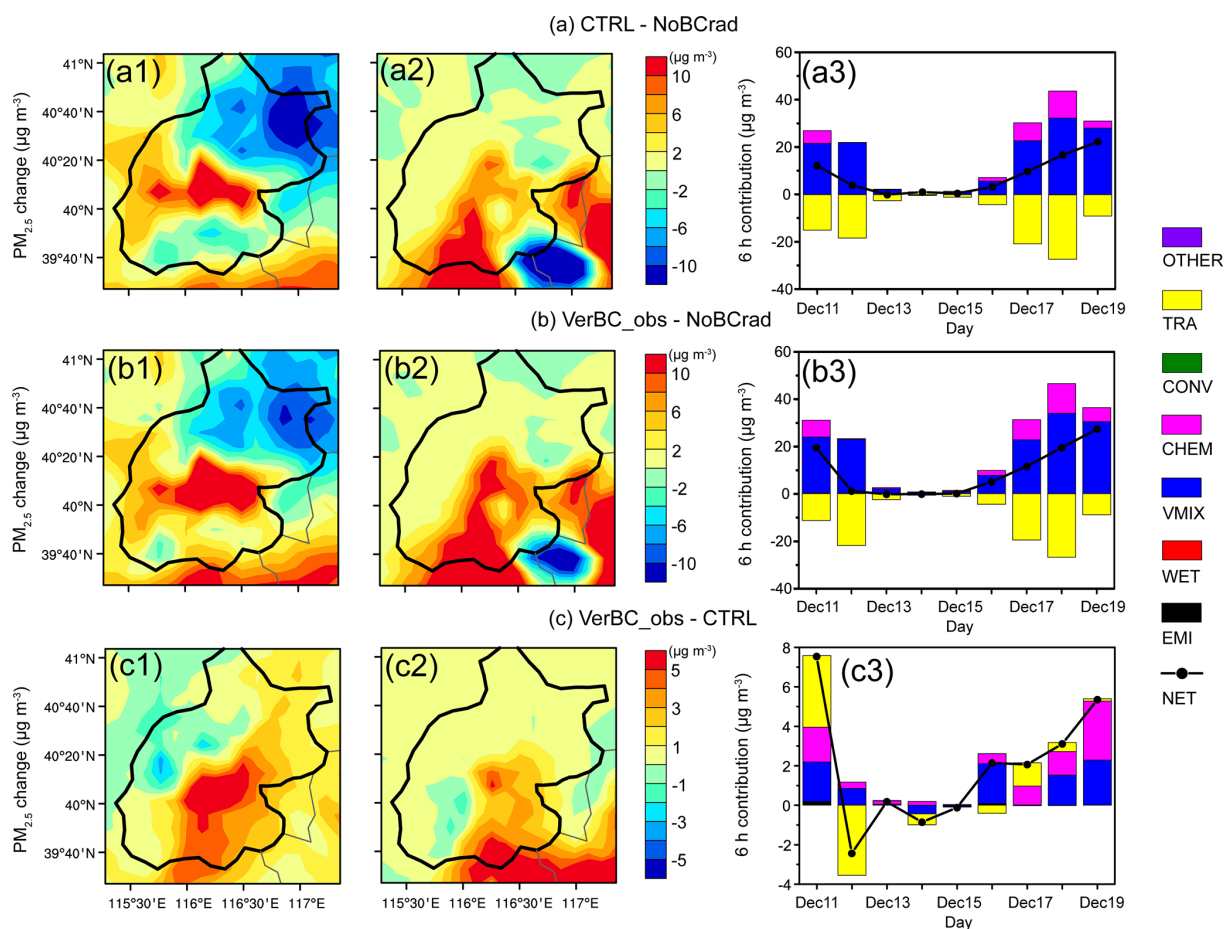 (a) CTRL - NoBCrad
(a1)
(a2)
(a3)
PM2.5 change (µg m-3)
41°N
40°40'N
40°20'N
40°N
39°40'N
(µg m-3)
10
6
2
-2
-6
-10
6 h contribution (µg m-3)
60
40
20
0
-20
-40
Dec11 Dec13 Dec15 Dec17 Dec19
Day
(b) VerBC_obs - NoBCrad
(b1)
(b2)
(b3)
PM2.5 change (µg m-3)
41°N
40°40'N
40°20'N
40°N
39°40'N
(µg m-3)
10
6
2
-2
-6
-10
6 h contribution (µg m-3)
60
40
20
0
-20
-40
Dec11 Dec13 Dec15 Dec17 Dec19
Day
(c) VerBC_obs - CTRL
(c1)
(c2)
(c3)
PM2.5 change (µg m-3)
41°N
40°40'N
40°20'N
40°N
39°40'N
115°30'E 116°E 116°30'E 117°E
115°30'E 116°E 116°30'E 117°E
(µg m-3)
5
3
1
-1
-3
-5
6 h contribution (µg m-3)
8
6
4
2
0
-2
-4
Dec11 Dec13 Dec15 Dec17 Dec19
Day
OTHER
TRA
CONV
CHEM
VMIX
WET
EMI
NET